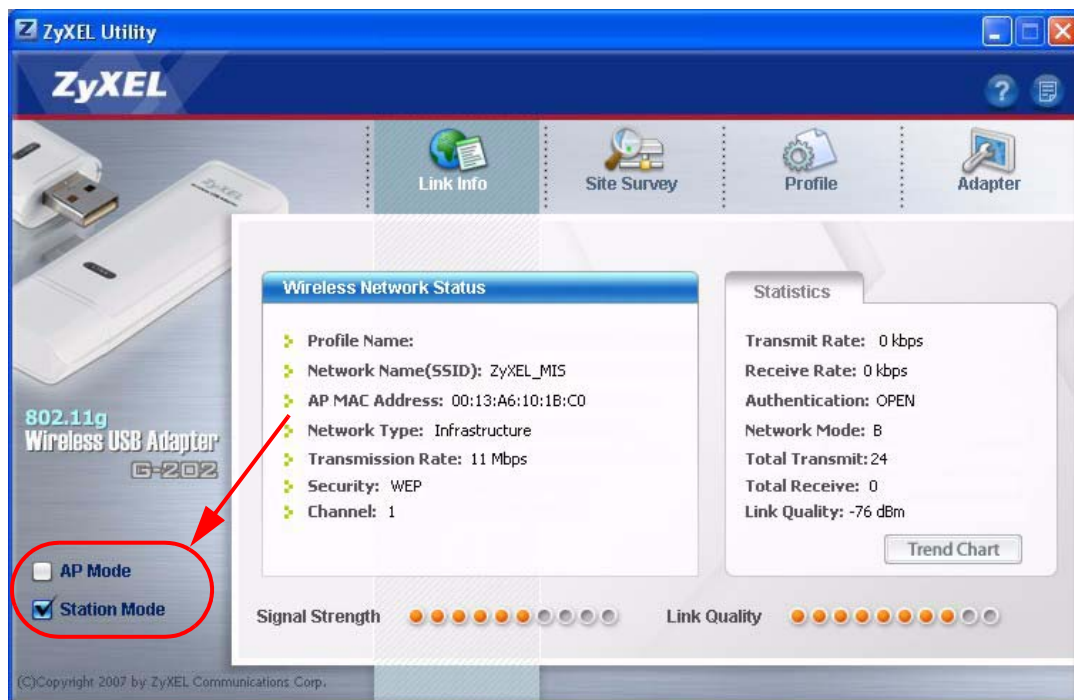 ZyXEL Utility
ZyXEL
Link Info
Site Survey
Profile
Adapter
ZyXEL
Wireless Network Status
Profile Name:
Network Name(SSID): ZyXEL_MIS
AP MAC Address: 00:13:A6:10:1B:C0
Network Type: Infrastructure
Transmission Rate: 11 Mbps
Security: WEP
Channel: 1
Statistics
Transmit Rate: 0 kbps
Receive Rate: 0 kbps
Authentication: OPEN
Network Mode: B
Total Transmit: 24
Total Receive: 0
Link Quality: -76 dBm
Trend Chart
802.11g
Wireless USB Adapter
G-202
AP Mode
Station Mode
Signal Strength
Link Quality
(C)Copyright 2007 by ZyXEL Communications Corp.